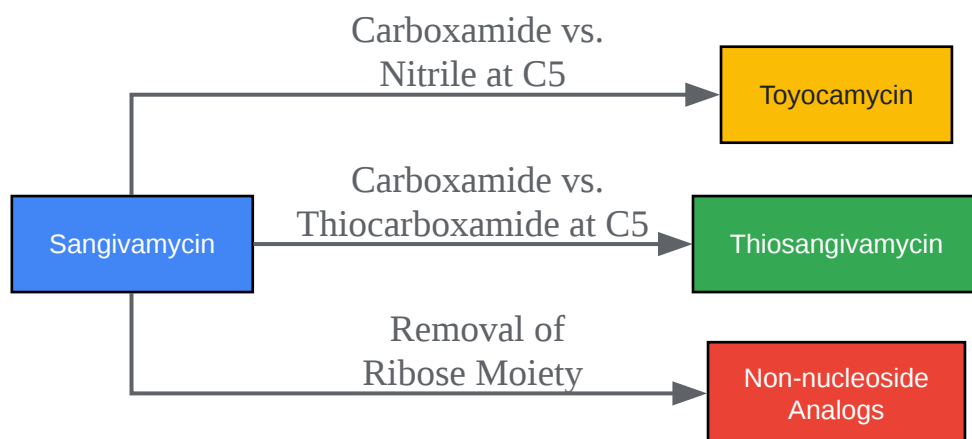 Carboxamide vs.
Nitrile at C5
Toyocamycin
Carboxamide vs.
Thiocarboxamide at C5
Sangivamycin
Thiosangivamycin
Removal of
Ribose Moiety
Non-nucleoside
Analogs